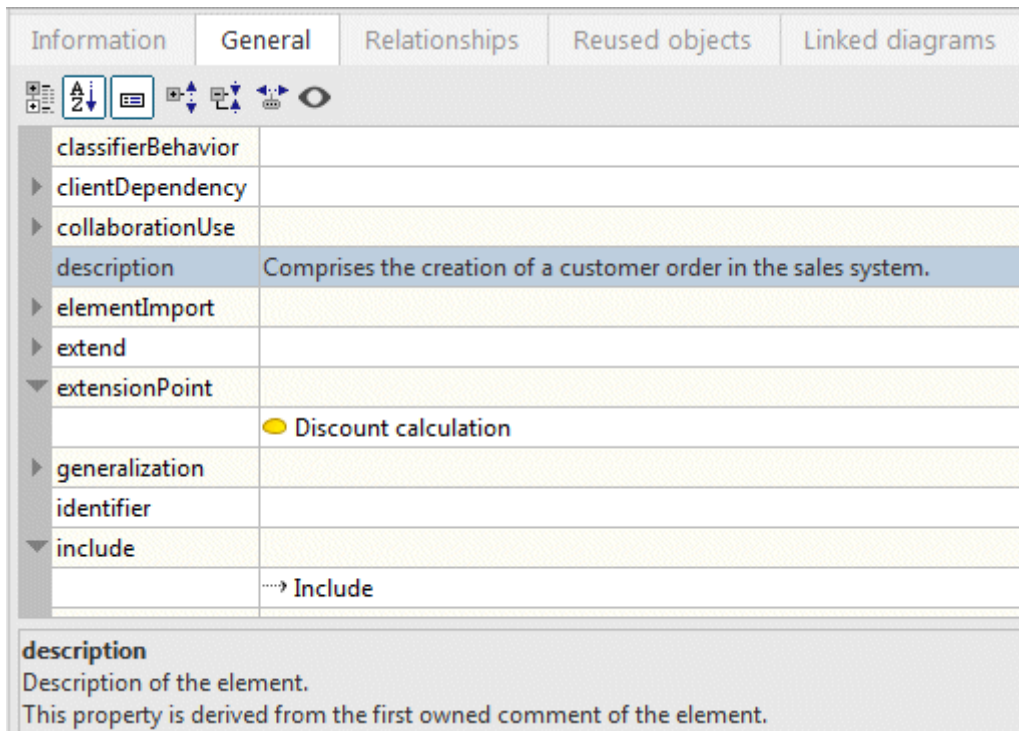 Information General Relationships Reused objects Linked diagrams
A
Z
classifierBehavior
clientDependency
collaborationUse
description Comprises the creation of a customer order in the sales system.
elementImport
extend
extensionPoint
Discount calculation
generalization
identifier
include
Include
description
Description of the element.
This property is derived from the first owned comment of the element.